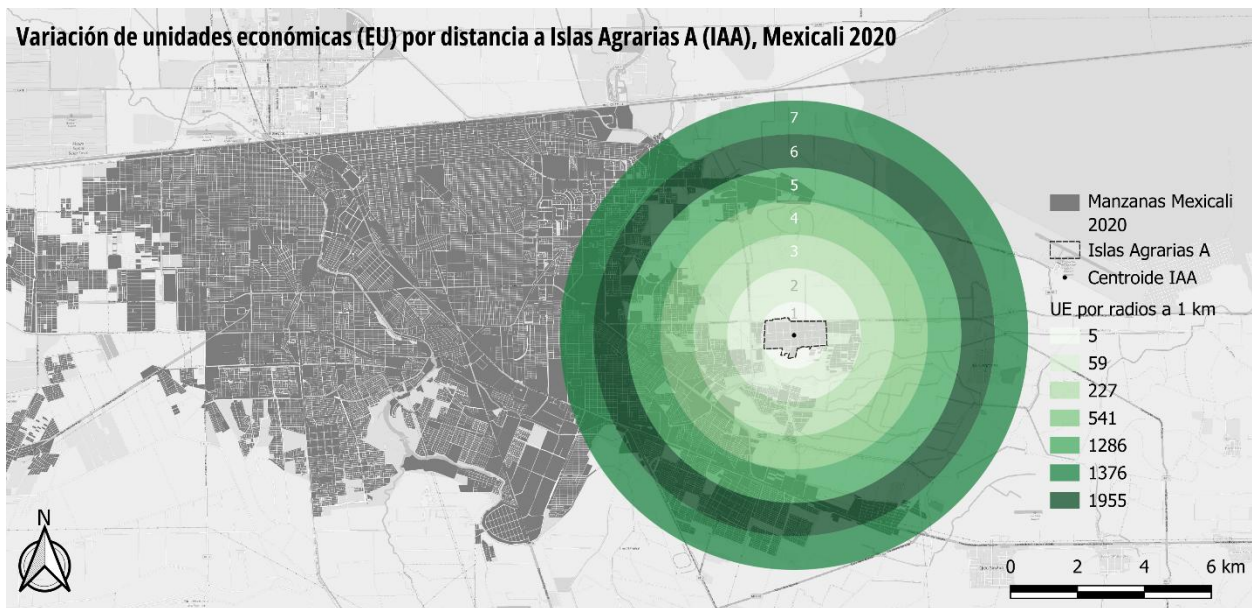 Variación de unidades económicas (EU) por distancia a Islas Agrarias A (IAA), Mexicali 2020
7
6
5
4
3
2
1
Manzanas Mexicali
2020
Islas Agrarias A
Centroide IAA
UE por radios a 1 km
5
59
227
541
1286
1376
1955
N
0 2 4 6 km